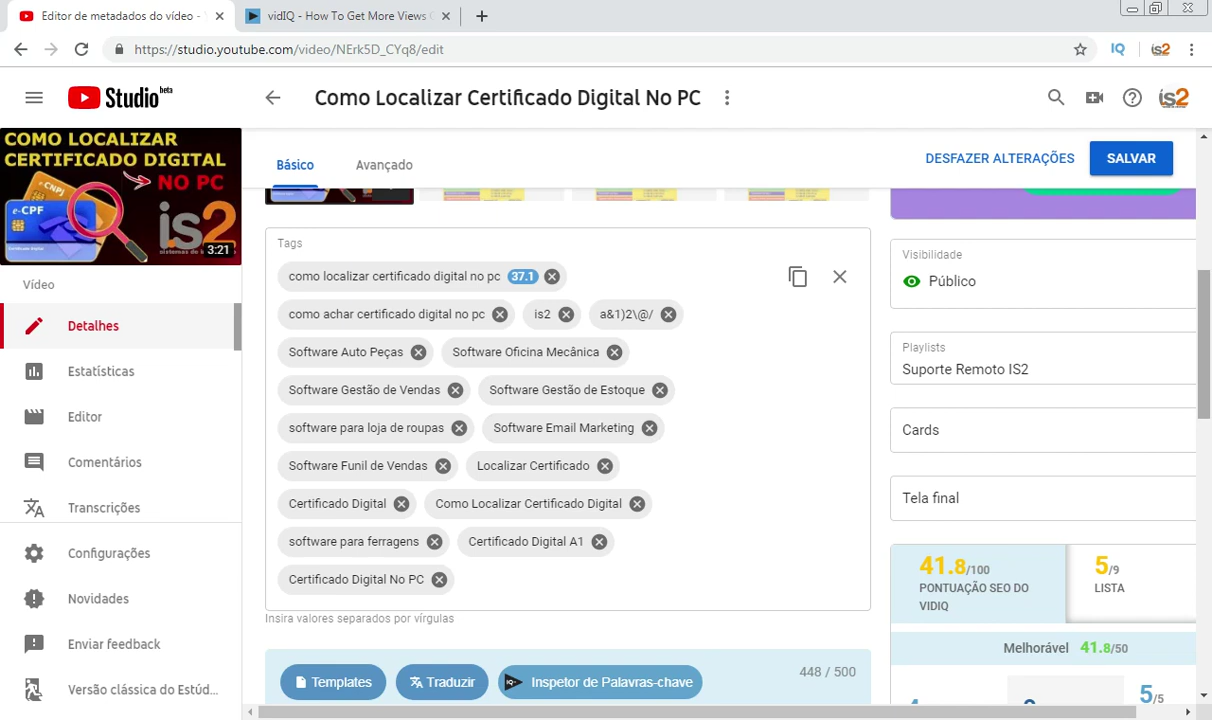 Editor de metadados do vídeo -
vidIQ - How To Get More Views
https://studio.youtube.com/video/NErk5D_CYq8/edit
IQ
is2
Studio beta
Como Localizar Certificado Digital No PC
is2
COMO LOCALIZAR
CERTIFICADO DIGITAL
NO PC
e-CNPJ
e-CPF
is2
3:21
Básico
Avançado
DESFAZER ALTERAÇÕES
SALVAR
Vídeo
Detalhes
Estatísticas
Editor
Comentários
Transcrições
Configurações
Novidades
Enviar feedback
Versão clássica do Estúd...
Tags
como localizar certificado digital no pc 37.1
como achar certificado digital no pc is2 a&1)2\@/
Software Auto Peças Software Oficina Mecânica
Software Gestão de Vendas Software Gestão de Estoque
software para loja de roupas Software Email Marketing
Software Funil de Vendas Localizar Certificado
Certificado Digital Como Localizar Certificado Digital
software para ferragens Certificado Digital A1
Certificado Digital No PC
Insira valores separados por vírgulas
Templates
Traduzir
IQ Inspetor de Palavras-chave
448 / 500
Visibilidade
Público
Playlists
Suporte Remoto IS2
Cards
Tela final
41.8/100
PONTUAÇÃO SEO DO
VIDIQ
5/9
LISTA
Melhorável 41.8/50
5/5